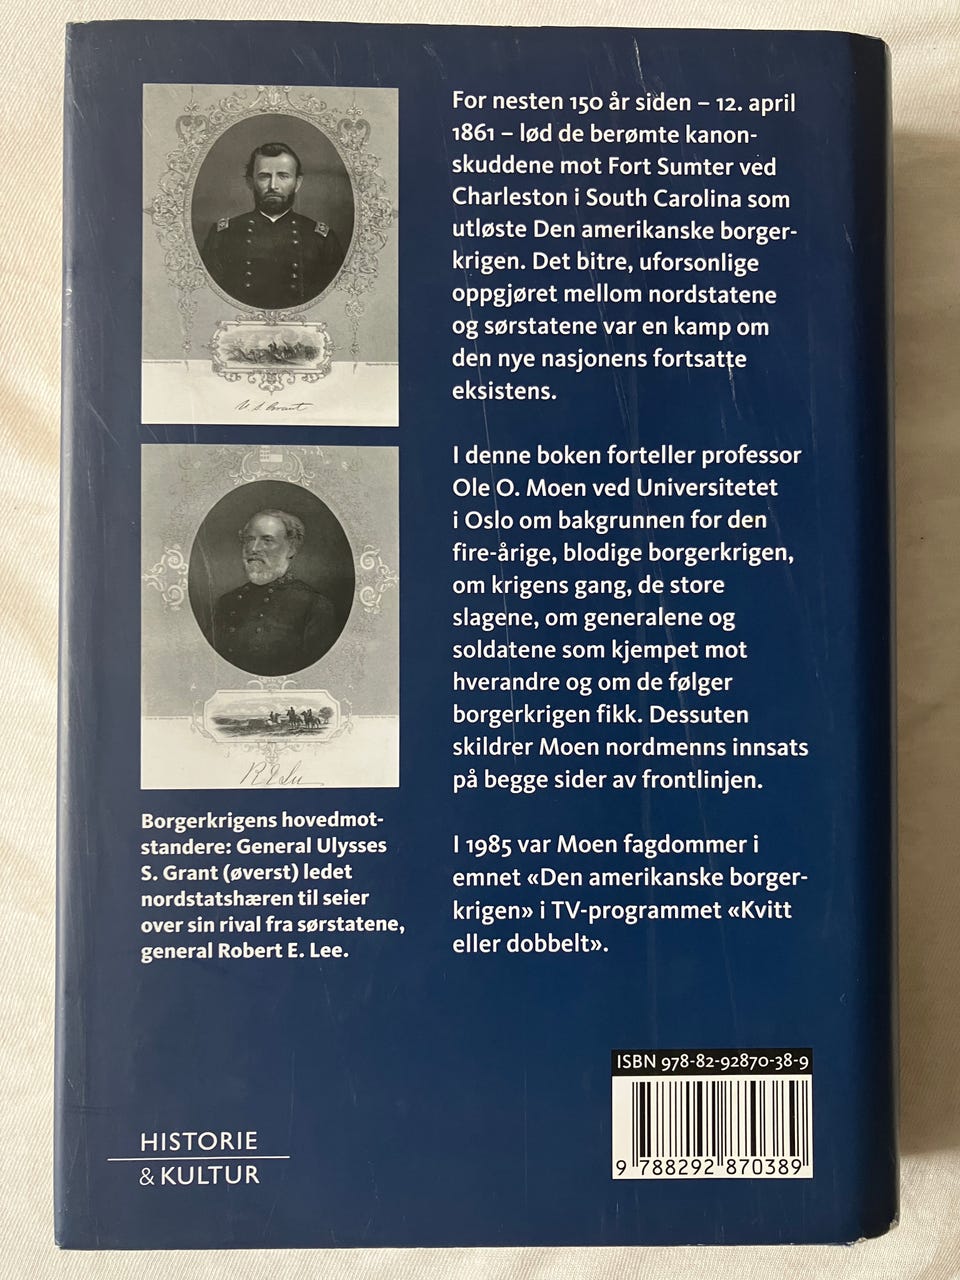 For nesten 150 år siden – 12. april
1861 – lød de berømte kanon-
skuddene mot Fort Sumter ved
Charleston i South Carolina som
utløste Den amerikanske borger-
krigen. Det bitre, uforsonlige
oppgjøret mellom nordstatene
og sørstatene var en kamp om
den nye nasjonens fortsatte
eksistens.
I denne boken forteller professor
Ole O. Moen ved Universitetet
i Oslo om bakgrunnen for den
fire-årige, blodige borgerkrigen,
om krigens gang, de store
slagene, om generalene og
soldatene som kjempet mot
hverandre og om de følger
borgerkrigen fikk. Dessuten
skildrer Moen nordmenns innsats
på begge sider av frontlinjen.
I 1985 var Moen fagdommer i
emnet «Den amerikanske borger-
krigen» i TV-programmet «Kvitt
eller dobbelt».
U S Grant
R E Lee
Borgerkrigens hovedmot-
standere: General Ulysses
S. Grant (øverst) ledet
nordstatshæren til seier
over sin rival fra sørstatene,
general Robert E. Lee.
HISTORIE
& KULTUR
ISBN 978-82-92870-38-9
9 788292 870389